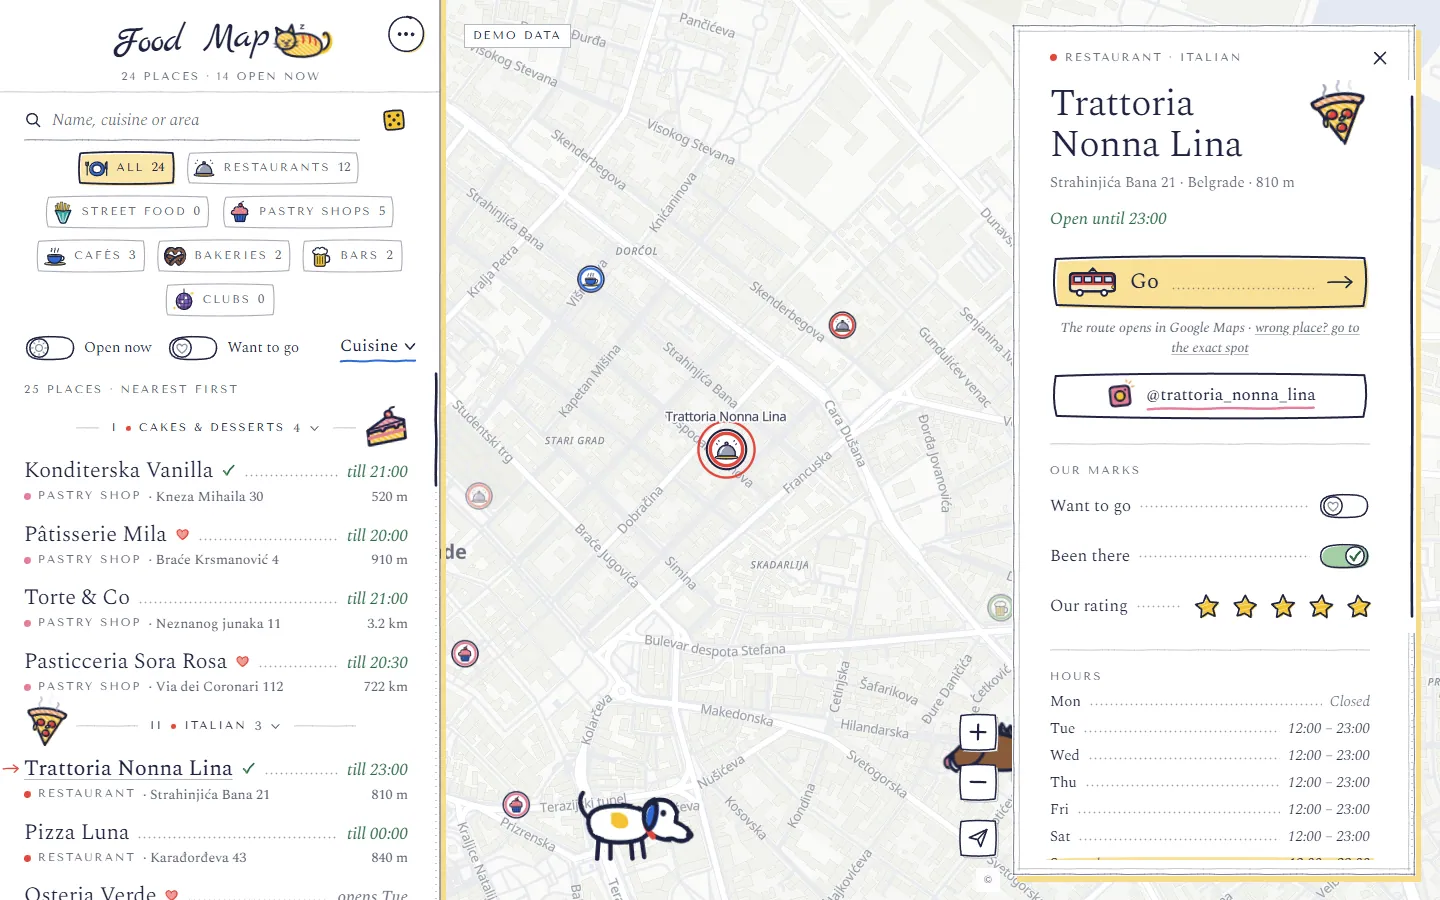 Food Map
z
24 PLACES · 14 OPEN NOW
Name, cuisine or area
ALL 24
RESTAURANTS 12
STREET FOOD 0
PASTRY SHOPS 5
CAFÉS 3
BAKERIES 2
BARS 2
CLUBS 0
Open now
Want to go
Cuisine
25 PLACES · NEAREST FIRST
I • CAKES & DESSERTS 4
Konditerska Vanilla till 21:00
PASTRY SHOP · Kneza Mihaila 30 520 m
Pâtisserie Mila till 20:00
PASTRY SHOP · Braće Krsmanović 4 910 m
Torte & Co till 21:00
PASTRY SHOP · Neznanog junaka 11 3.2 km
Pasticceria Sora Rosa till 20:30
PASTRY SHOP · Via dei Coronari 112 722 km
II • ITALIAN 3
→ Trattoria Nonna Lina till 23:00
RESTAURANT · Strahinjića Bana 21 810 m
Pizza Luna till 00:00
RESTAURANT · Karađorđeva 43 840 m
Osteria Verde opens Tue
DEMO DATA
Pančićeva
Đurđa
Visokog Stevana
Visokog Stevana
Skenderbegova
Kničaninova
Strahinjića Bana
DORĆOL
Kralja Petra
Skenderbegova
Dunavs
Senjanina Iv
Gundulićev venac
Kapetan Mišina
Strahinjića Bana
Trattoria Nonna Lina
Studentski trg
STARI GRAD
Cara Dušana
Đorđa Jovanovića
Francuska
Dobračina
Braće Jugovića
Simina
SKADARLIJA
de
Bulevar despota Stefana
Cetinjska
Šafarikova
Đure Daničića
Makedonska
Hilandarska
Kolarčeva
Nušićeva
Svetogorska
Terazijski tunel
Prizrenska
Kosovska
Kondina
Kraljice Natalij
Svetogorska
©
RESTAURANT · ITALIAN
Trattoria
Nonna Lina
Strahinjića Bana 21 · Belgrade · 810 m
Open until 23:00
Go →
The route opens in Google Maps · wrong place? go to
the exact spot
@trattoria_nonna_lina
OUR MARKS
Want to go
Been there
Our rating
HOURS
Mon Closed
Tue 12:00 – 23:00
Wed 12:00 – 23:00
Thu 12:00 – 23:00
Fri 12:00 – 23:00
Sat 12:00 – 23:00